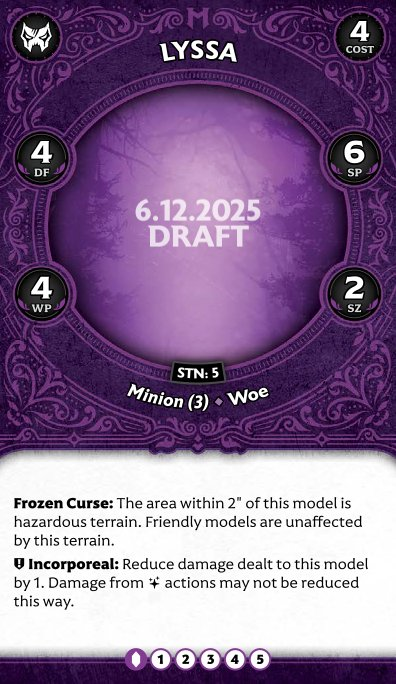 LYSSA
4
COST
4
DF
6
SP
6.12.2025
DRAFT
4
WP
2
SZ
STN: 5
Minion (3) ⬥ Woe
Frozen Curse: The area within 2" of this model is
hazardous terrain. Friendly models are unaffected
by this terrain.
Incorporeal: Reduce damage dealt to this model
by 1. Damage from actions may not be reduced
this way.
1 2 3 4 5